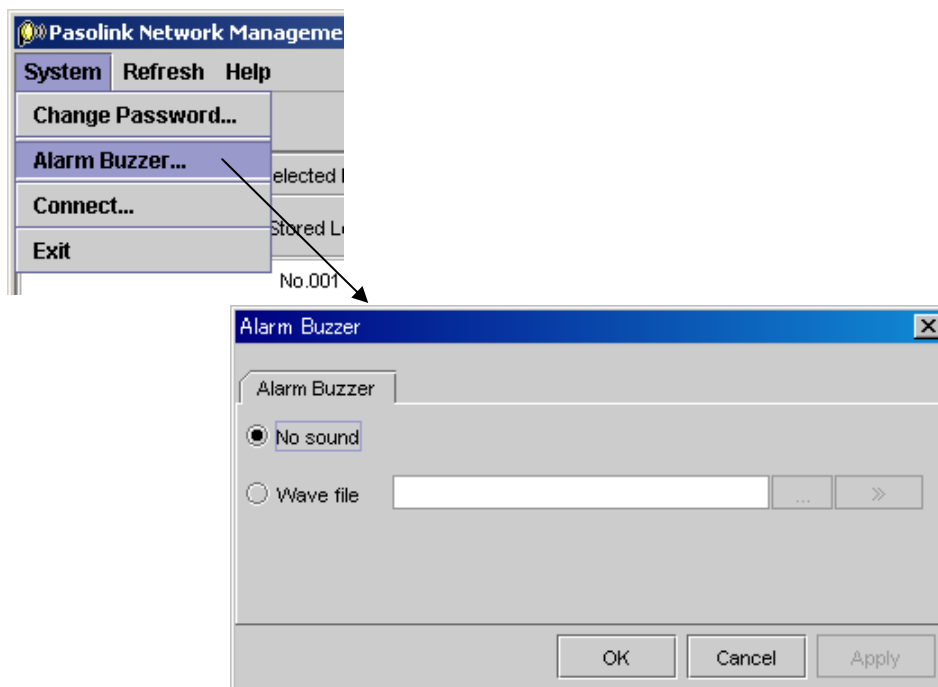 Pasolink Network Manageme
System Refresh Help
Change Password...
Alarm Buzzer...
elected
Connect...
Stored L
Exit
No.001
Alarm Buzzer
Alarm Buzzer
No sound
Wave file ... »
OK Cancel Apply